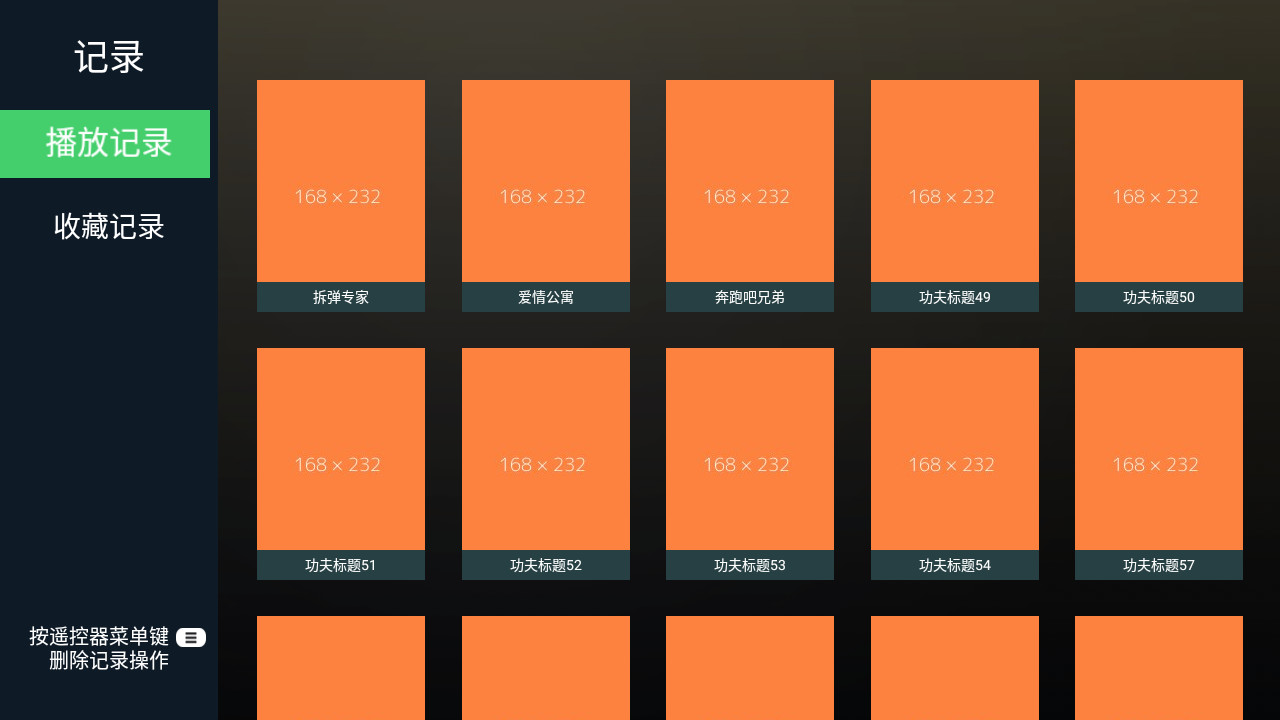 记录
播放记录
收藏记录
按遥控器菜单键
删除记录操作
168 × 232
168 × 232
168 × 232
168 × 232
168 × 232
拆弹专家
爱情公寓
奔跑吧兄弟
功夫标题49
功夫标题50
168 × 232
168 × 232
168 × 232
168 × 232
168 × 232
功夫标题51
功夫标题52
功夫标题53
功夫标题54
功夫标题57